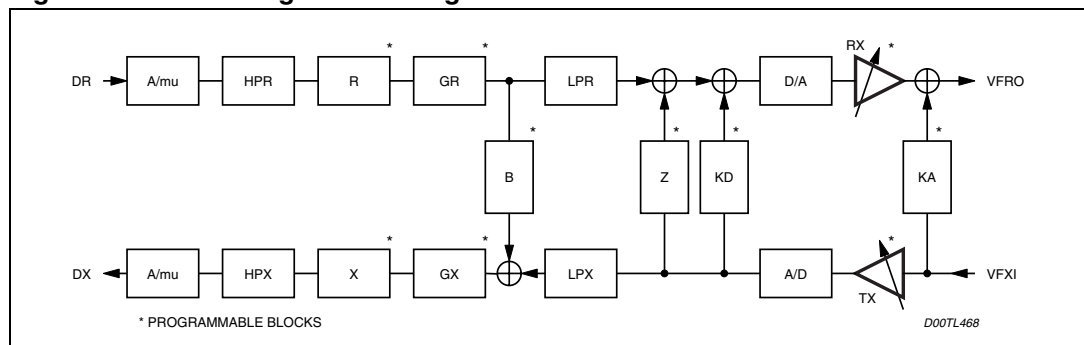 DR
A/mu
HPR
R
*
GR
*
LPR
D/A
RX
*
VFRO
B
*
Z
*
KD
*
KA
*
DX
A/mu
HPX
X
*
GX
*
LPX
A/D
TX
*
VFXI
* PROGRAMMABLE BLOCKS
D00TL468